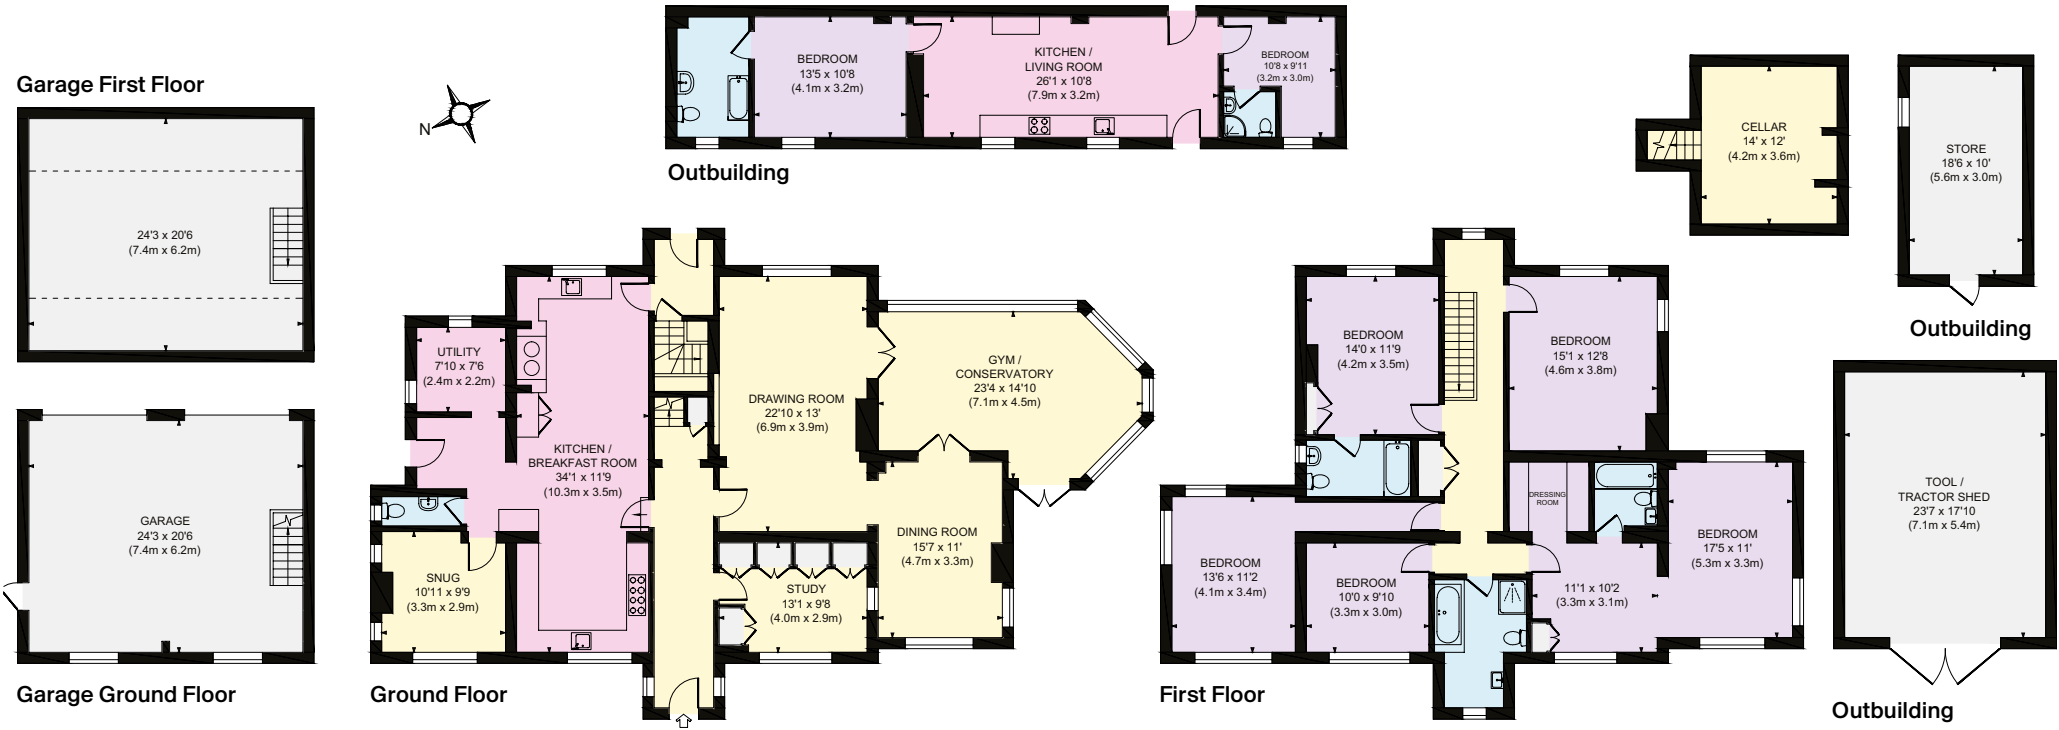 Garage First Floor
24'3 x 20'6
(7.4m x 6.2m)
N
BEDROOM
13'5 x 10'8
(4.1m x 3.2m)
KITCHEN /
LIVING ROOM
26'1 x 10'8
(7.9m x 3.2m)
BEDROOM
10'8 x 9'11
(3.2m x 3.0m)
Outbuilding
CELLAR
14' x 12'
(4.2m x 3.6m)
STORE
18'6 x 10'
(5.6m x 3.0m)
Outbuilding
GARAGE
24'3 x 20'6
(7.4m x 6.2m)
Garage Ground Floor
UTILITY
7'10 x 7'6
(2.4m x 2.2m)
KITCHEN /
BREAKFAST ROOM
34'1 x 11'9
(10.3m x 3.5m)
SNUG
10'11 x 9'9
(3.3m x 2.9m)
DRAWING ROOM
22'10 x 13'
(6.9m x 3.9m)
GYM /
CONSERVATORY
23'4 x 14'10
(7.1m x 4.5m)
DINING ROOM
15'7 x 11'
(4.7m x 3.3m)
STUDY
13'1 x 9'8
(4.0m x 2.9m)
Ground Floor
BEDROOM
14'0 x 11'9
(4.2m x 3.5m)
BEDROOM
15'1 x 12'8
(4.6m x 3.8m)
DRESSING
ROOM
BEDROOM
17'5 x 11'
(5.3m x 3.3m)
BEDROOM
13'6 x 11'2
(4.1m x 3.4m)
BEDROOM
10'0 x 9'10
(3.3m x 3.0m)
11'1 x 10'2
(3.3m x 3.1m)
First Floor
TOOL /
TRACTOR SHED
23'7 x 17'10
(7.1m x 5.4m)
Outbuilding